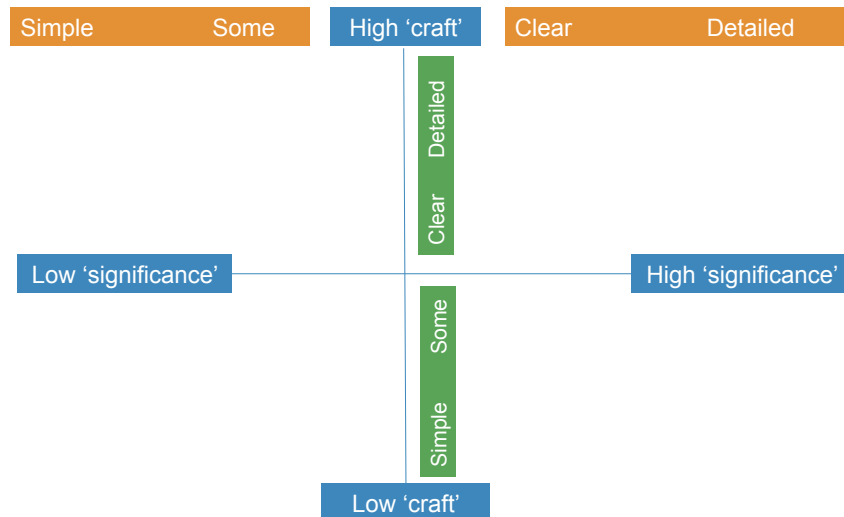 Simple Some
High ‘craft’
Clear Detailed
Detailed
Clear
Low ‘significance’
High ‘significance’
Some
Simple
Low ‘craft’